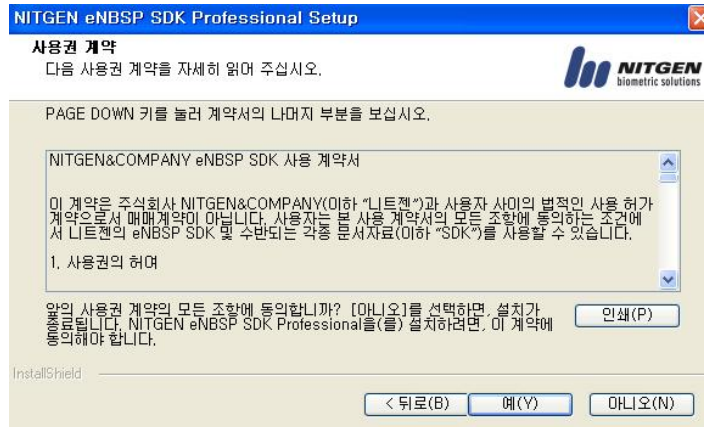 NITGEN eNBSP SDK Professional Setup
사용권 계약
다음 사용권 계약을 자세히 읽어 주십시오.
NITGEN
biometric solutions
PAGE DOWN 키를 눌러 계약서의 나머지 부분을 보십시오.
NITGEN&COMPANY eNBSP SDK 사용 계약서
이 계약은 주식회사 NITGEN&COMPANY(이하 “니트젠”)과 사용자 사이의 법적인 사용 허가
계약으로서 매매계약이 아닙니다. 사용자는 본 사용 계약서의 모든 조항에 동의하는 조건에
서 니트젠의 eNBSP SDK 및 수반되는 각종 문서자료(이하 “SDK”)를 사용할 수 있습니다.
1. 사용권의 허여
앞의 사용권 계약의 모든 조항에 동의합니까? [아니오]를 선택하면, 설치가
종료됩니다. NITGEN eNBSP SDK Professional을(를) 설치하려면, 이 계약에
동의해야 합니다.
인쇄(P)
InstallShield
< 뒤로(B)
예(Y)
아니오(N)